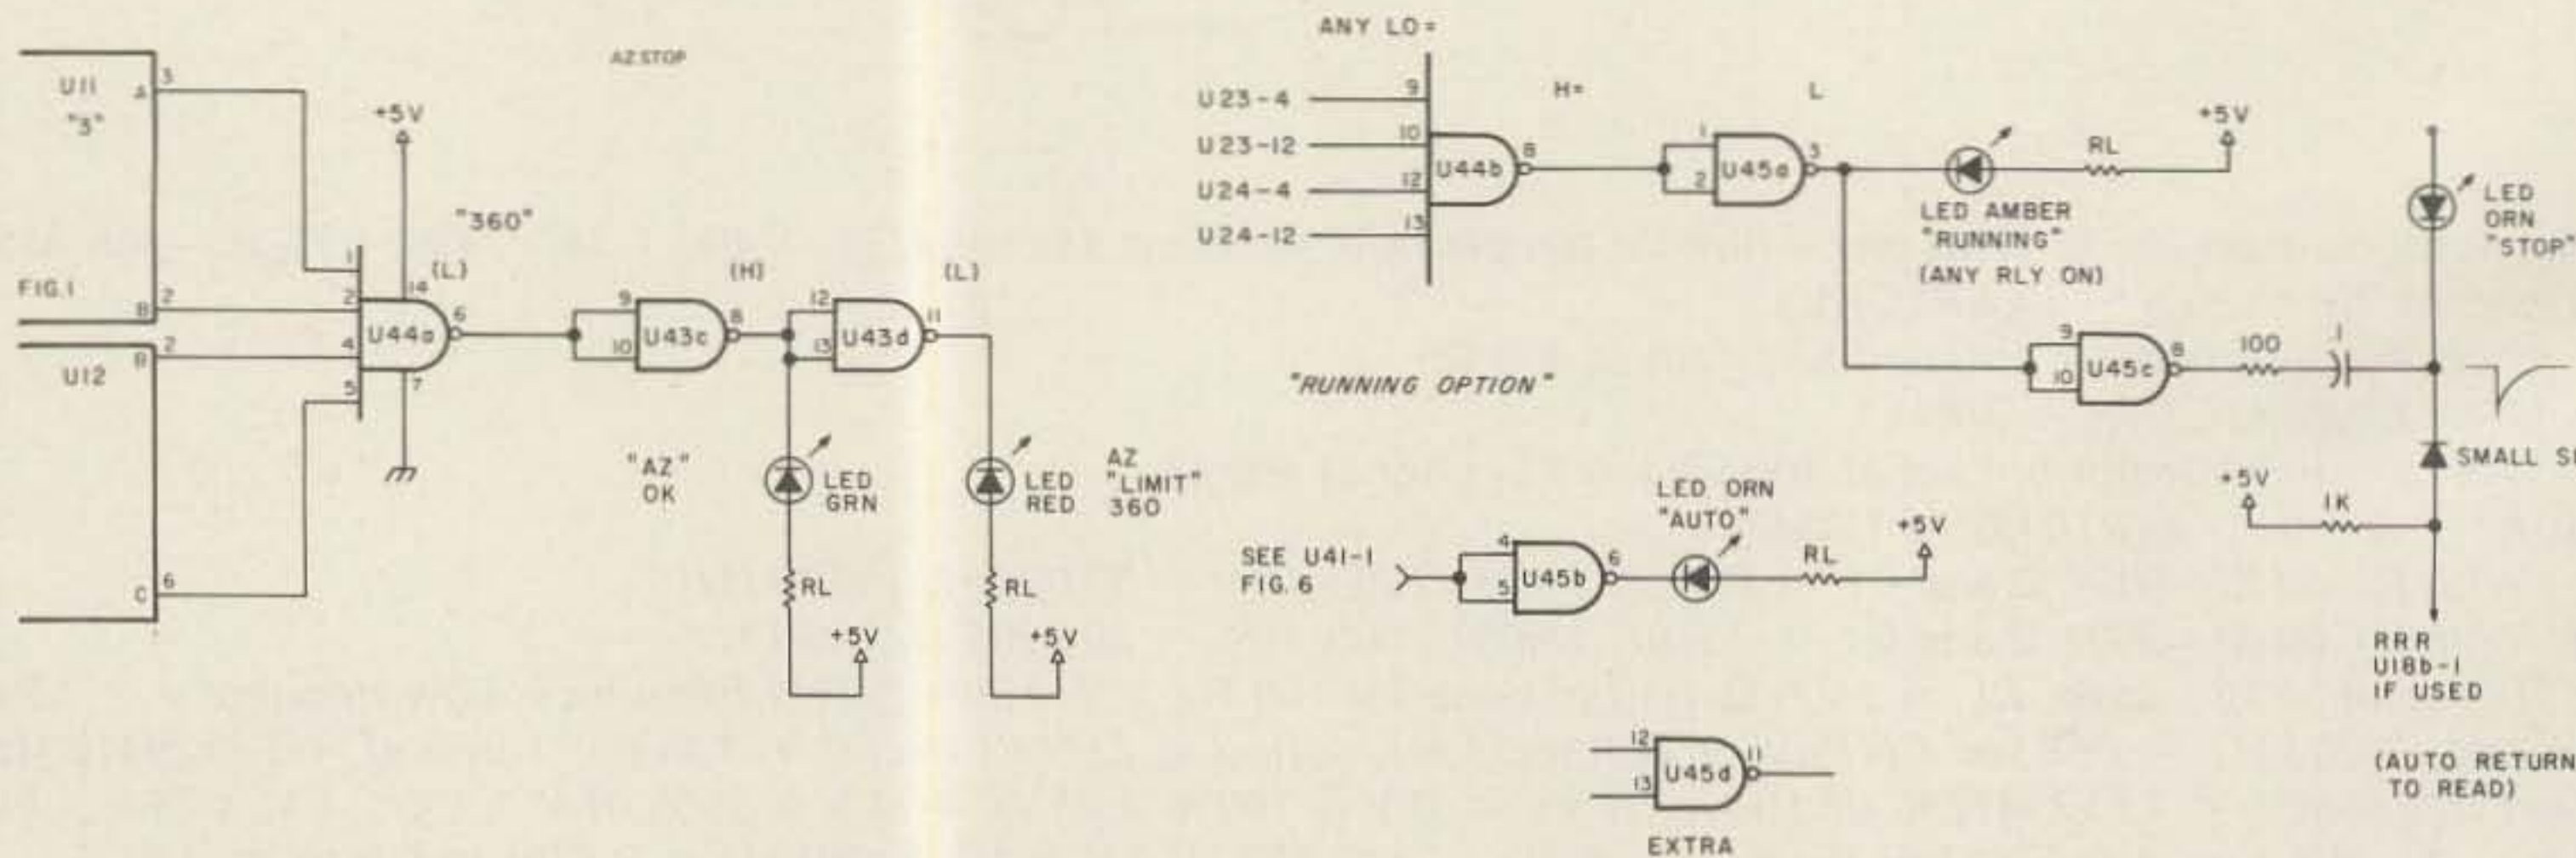 AZ STOP
U11
"3"
A
3
+5V
"360"
FIG. 1
B
2
1
2
4
5
14
(L)
U44a
6
7
U12
B
2
C
6
9
10
U43c
8
(H)
12
13
U43d
11
(L)
"AZ"
OK
LED
GRN
RL
+5V
LED
RED
RL
+5V
AZ
"LIMIT"
360
ANY LO=
U23-4
U23-12
U24-4
U24-12
9
10
12
13
U44b
8
H=
L
1
2
U45a
3
LED AMBER
"RUNNING"
(ANY RLY ON)
RL
+5V
LED
ORN
"STOP"
9
10
U45c
8
100
.1
"RUNNING OPTION"
SEE U41-1
FIG. 6
4
5
U45b
6
LED ORN
"AUTO"
RL
+5V
+5V
1K
SMALL
RRR
U18b-1
IF USED
(AUTO RETURN
TO READ)
12
13
U45d
11
EXTRA